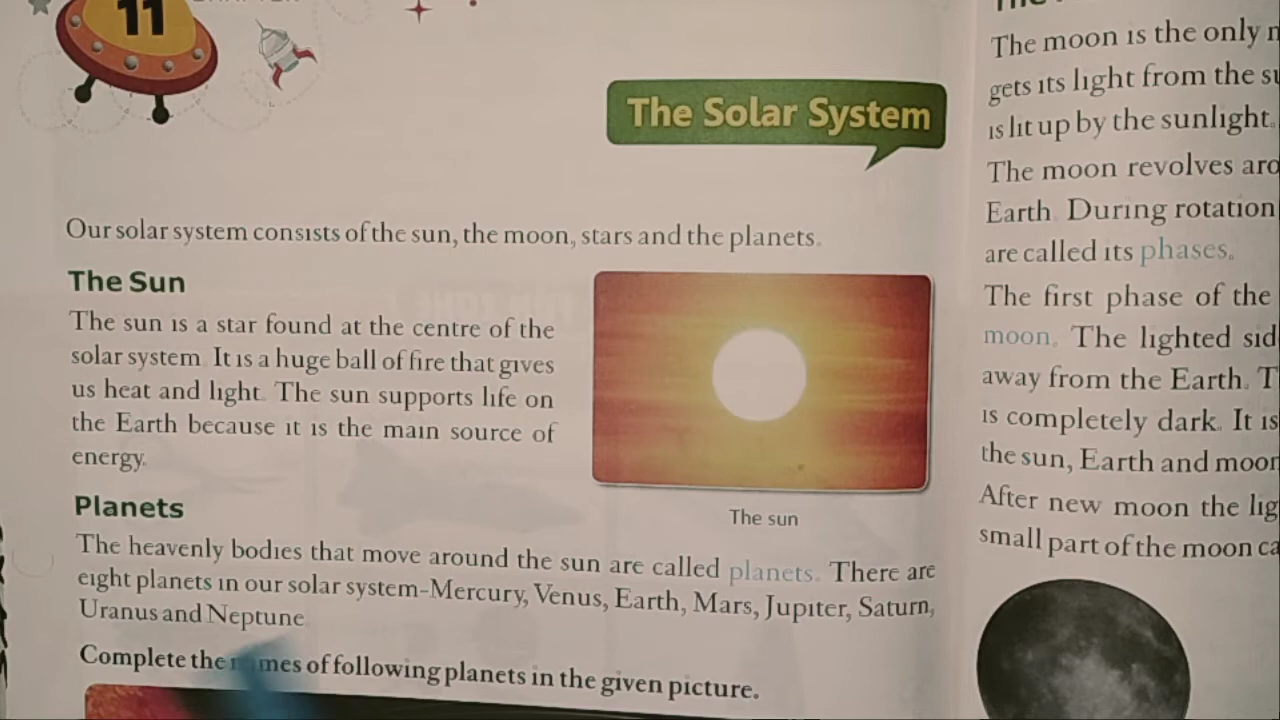 11
The Solar System
Our solar system consists of the sun, the moon, stars and the planets.
The Sun
The sun is a star found at the centre of the
solar system. It is a huge ball of fire that gives
us heat and light. The sun supports life on
the Earth because it is the main source of
energy.
The sun
Planets
The heavenly bodies that move around the sun are called planets. There are
eight planets in our solar system-Mercury, Venus, Earth, Mars, Jupiter, Saturn,
Uranus and Neptune
Complete the names of following planets in the given picture.
The moon is the only
gets its light from the
is lit up by the sunlight.
The moon revolves
Earth. During rotation
are called its phases.
The first phase of the
moon. The lighted
away from the Earth.
is completely dark. It is
the sun, Earth and moon
After new moon the
small part of the moon